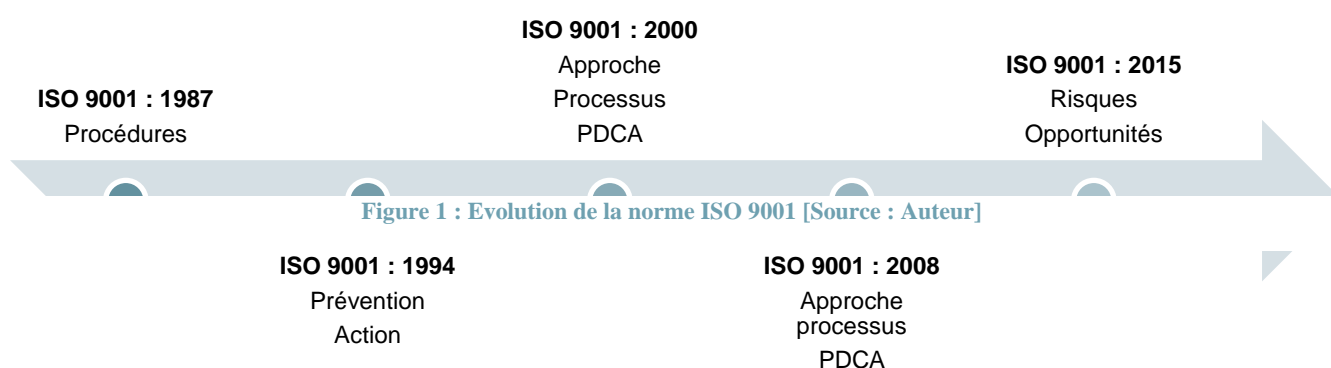 ISO 9001 : 1987
Procédures
ISO 9001 : 2000
Approche
Processus
PDCA
ISO 9001 : 2015
Risques
Opportunités
Figure 1 : Evolution de la norme ISO 9001 [Source : Auteur]
ISO 9001 : 1994
Prévention
Action
ISO 9001 : 2008
Approche
processus
PDCA